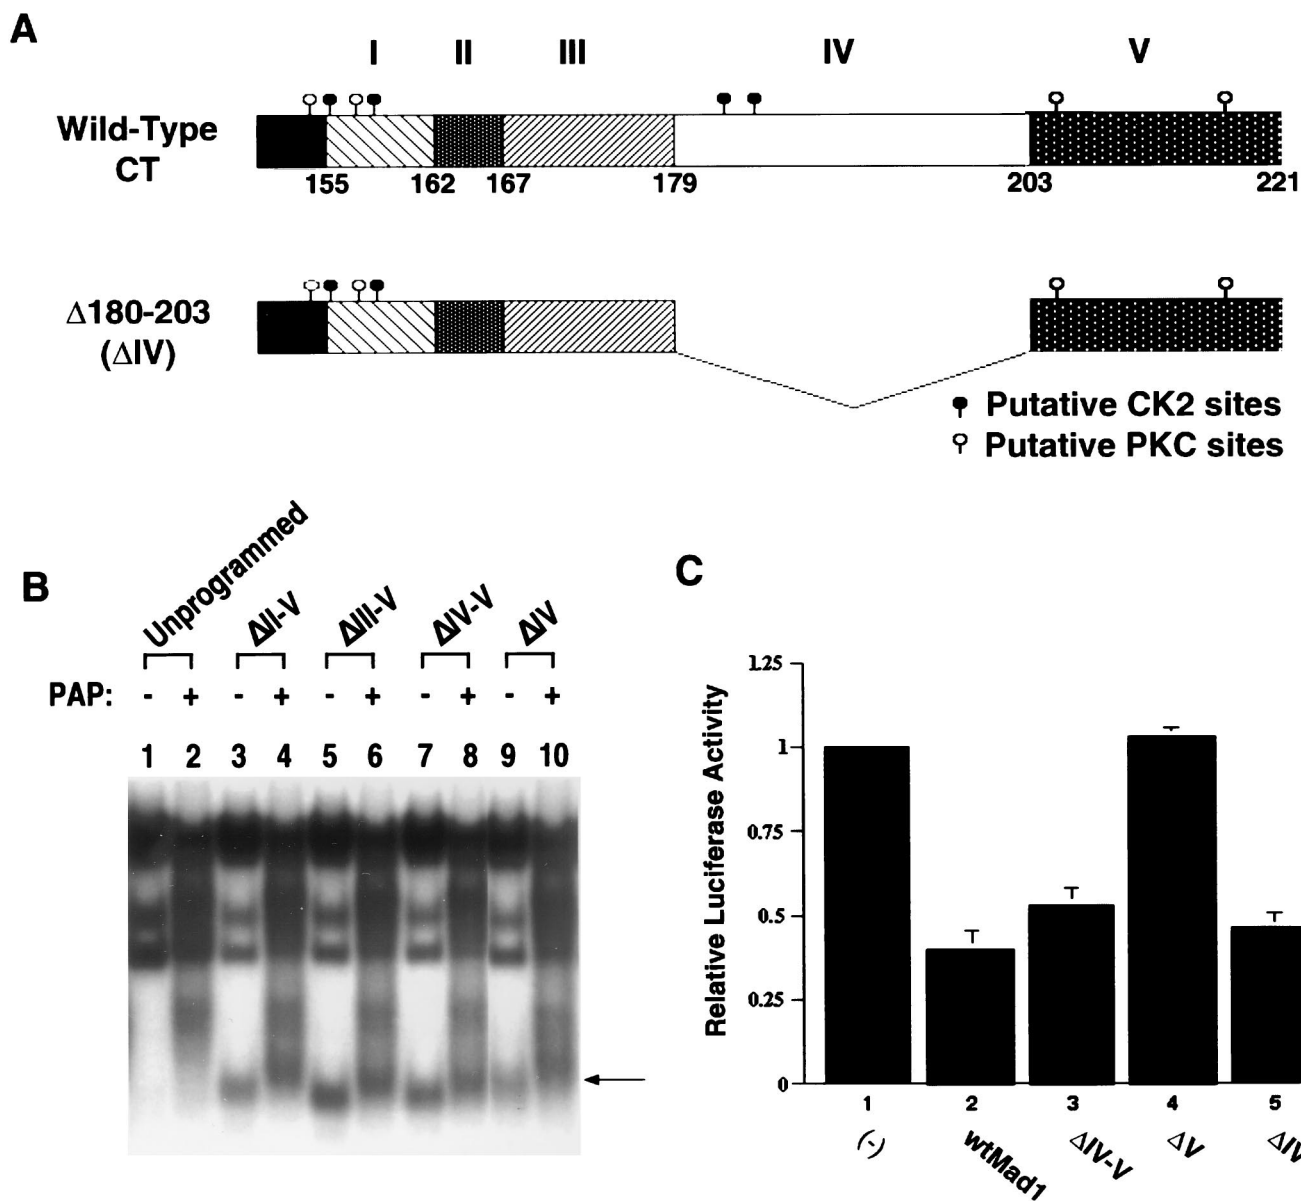 A
I II III IV V
Wild-Type
CT
155 162 167 179 203 221
Δ180-203
(ΔIV)
Putative CK2 sites
Putative PKC sites
B
Unprogrammed ΔII-V ΔIII-V ΔIV-V ΔIV
PAP: - + - + - + - + - +
1 2 3 4 5 6 7 8 9 10
C
Relative Luciferase Activity
1.25
1
0.75
0.5
0.25
0
1 2 3 4 5
(-) wtMad1 ΔIV-V ΔV ΔIV